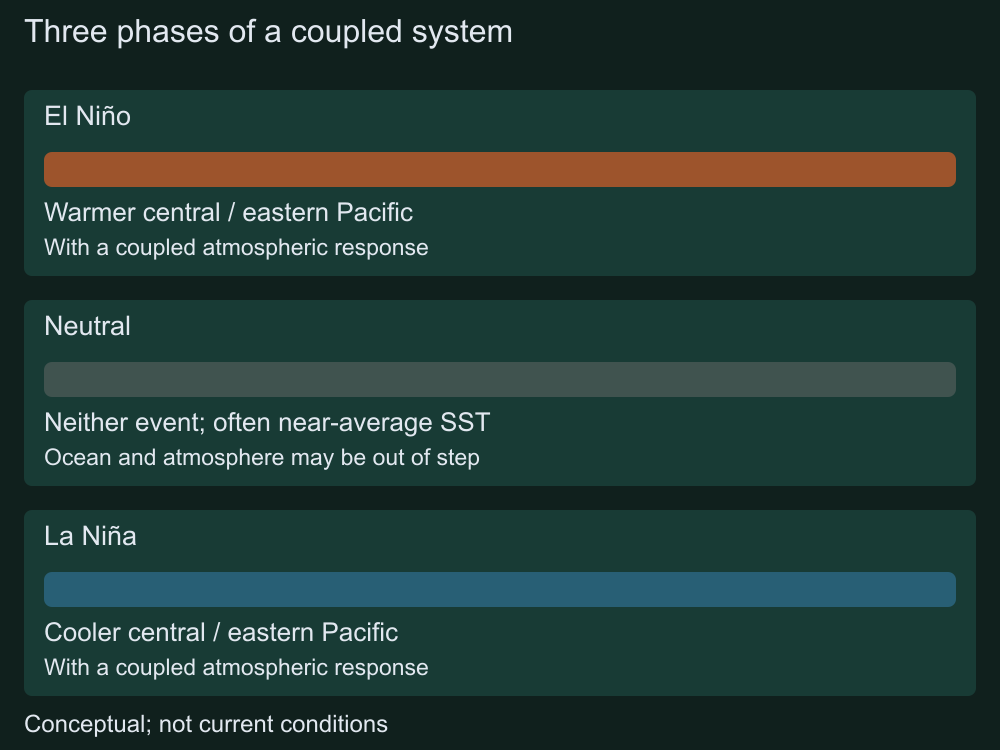 Three phases of a coupled system
El Niño
Warmer central / eastern Pacific
With a coupled atmospheric response
Neutral
Neither event; often near-average SST
Ocean and atmosphere may be out of step
La Niña
Cooler central / eastern Pacific
With a coupled atmospheric response
Conceptual; not current conditions